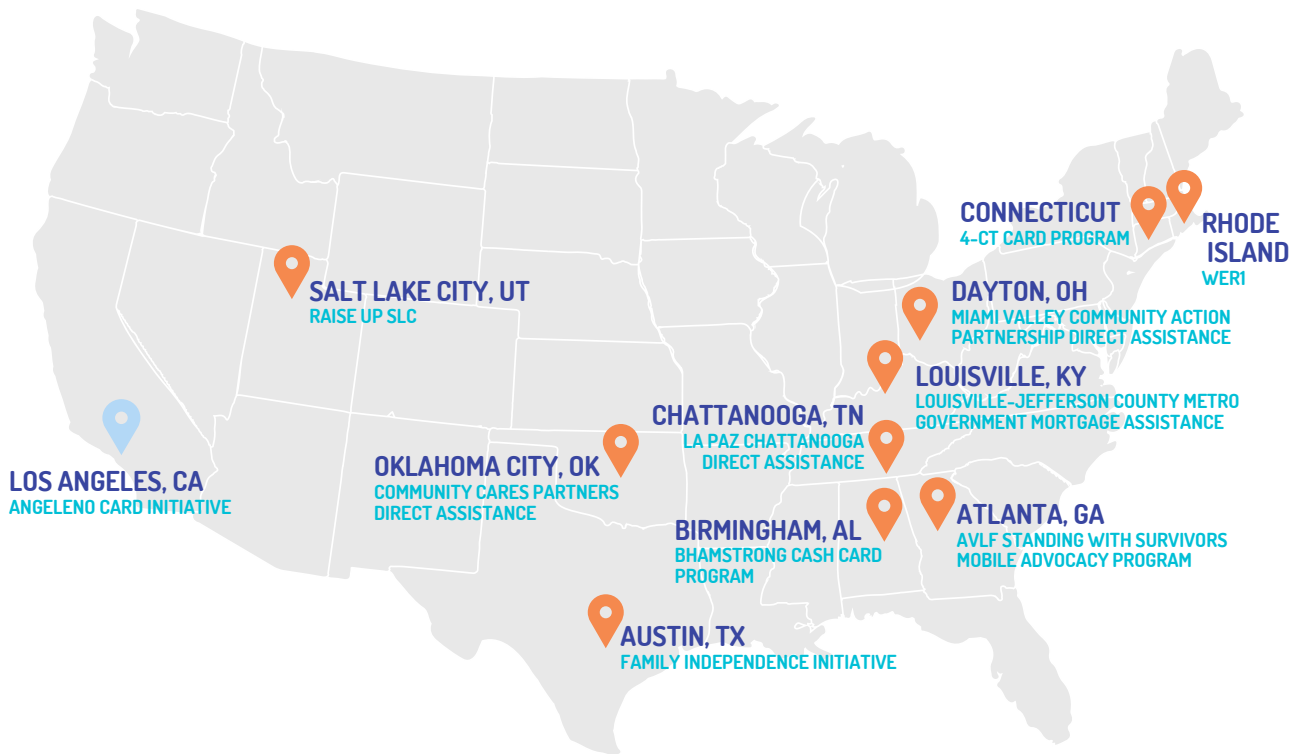 CONNECTICUT
4-CT CARD PROGRAM
RHODE
ISLAND
WER1
SALT LAKE CITY, UT
RAISE UP SLC
DAYTON, OH
MIAMI VALLEY COMMUNITY ACTION
PARTNERSHIP DIRECT ASSISTANCE
LOUISVILLE, KY
LOUISVILLE-JEFFERSON COUNTY METRO
GOVERNMENT MORTGAGE ASSISTANCE
CHATTANOOGA, TN
LA PAZ CHATTANOOGA
DIRECT ASSISTANCE
LOS ANGELES, CA
ANGELENO CARD INITIATIVE
OKLAHOMA CITY, OK
COMMUNITY CARES PARTNERS
DIRECT ASSISTANCE
BIRMINGHAM, AL
BHAMSTRONG CASH CARD
PROGRAM
ATLANTA, GA
AVLF STANDING WITH SURVIVORS
MOBILE ADVOCACY PROGRAM
AUSTIN, TX
FAMILY INDEPENDENCE INITIATIVE